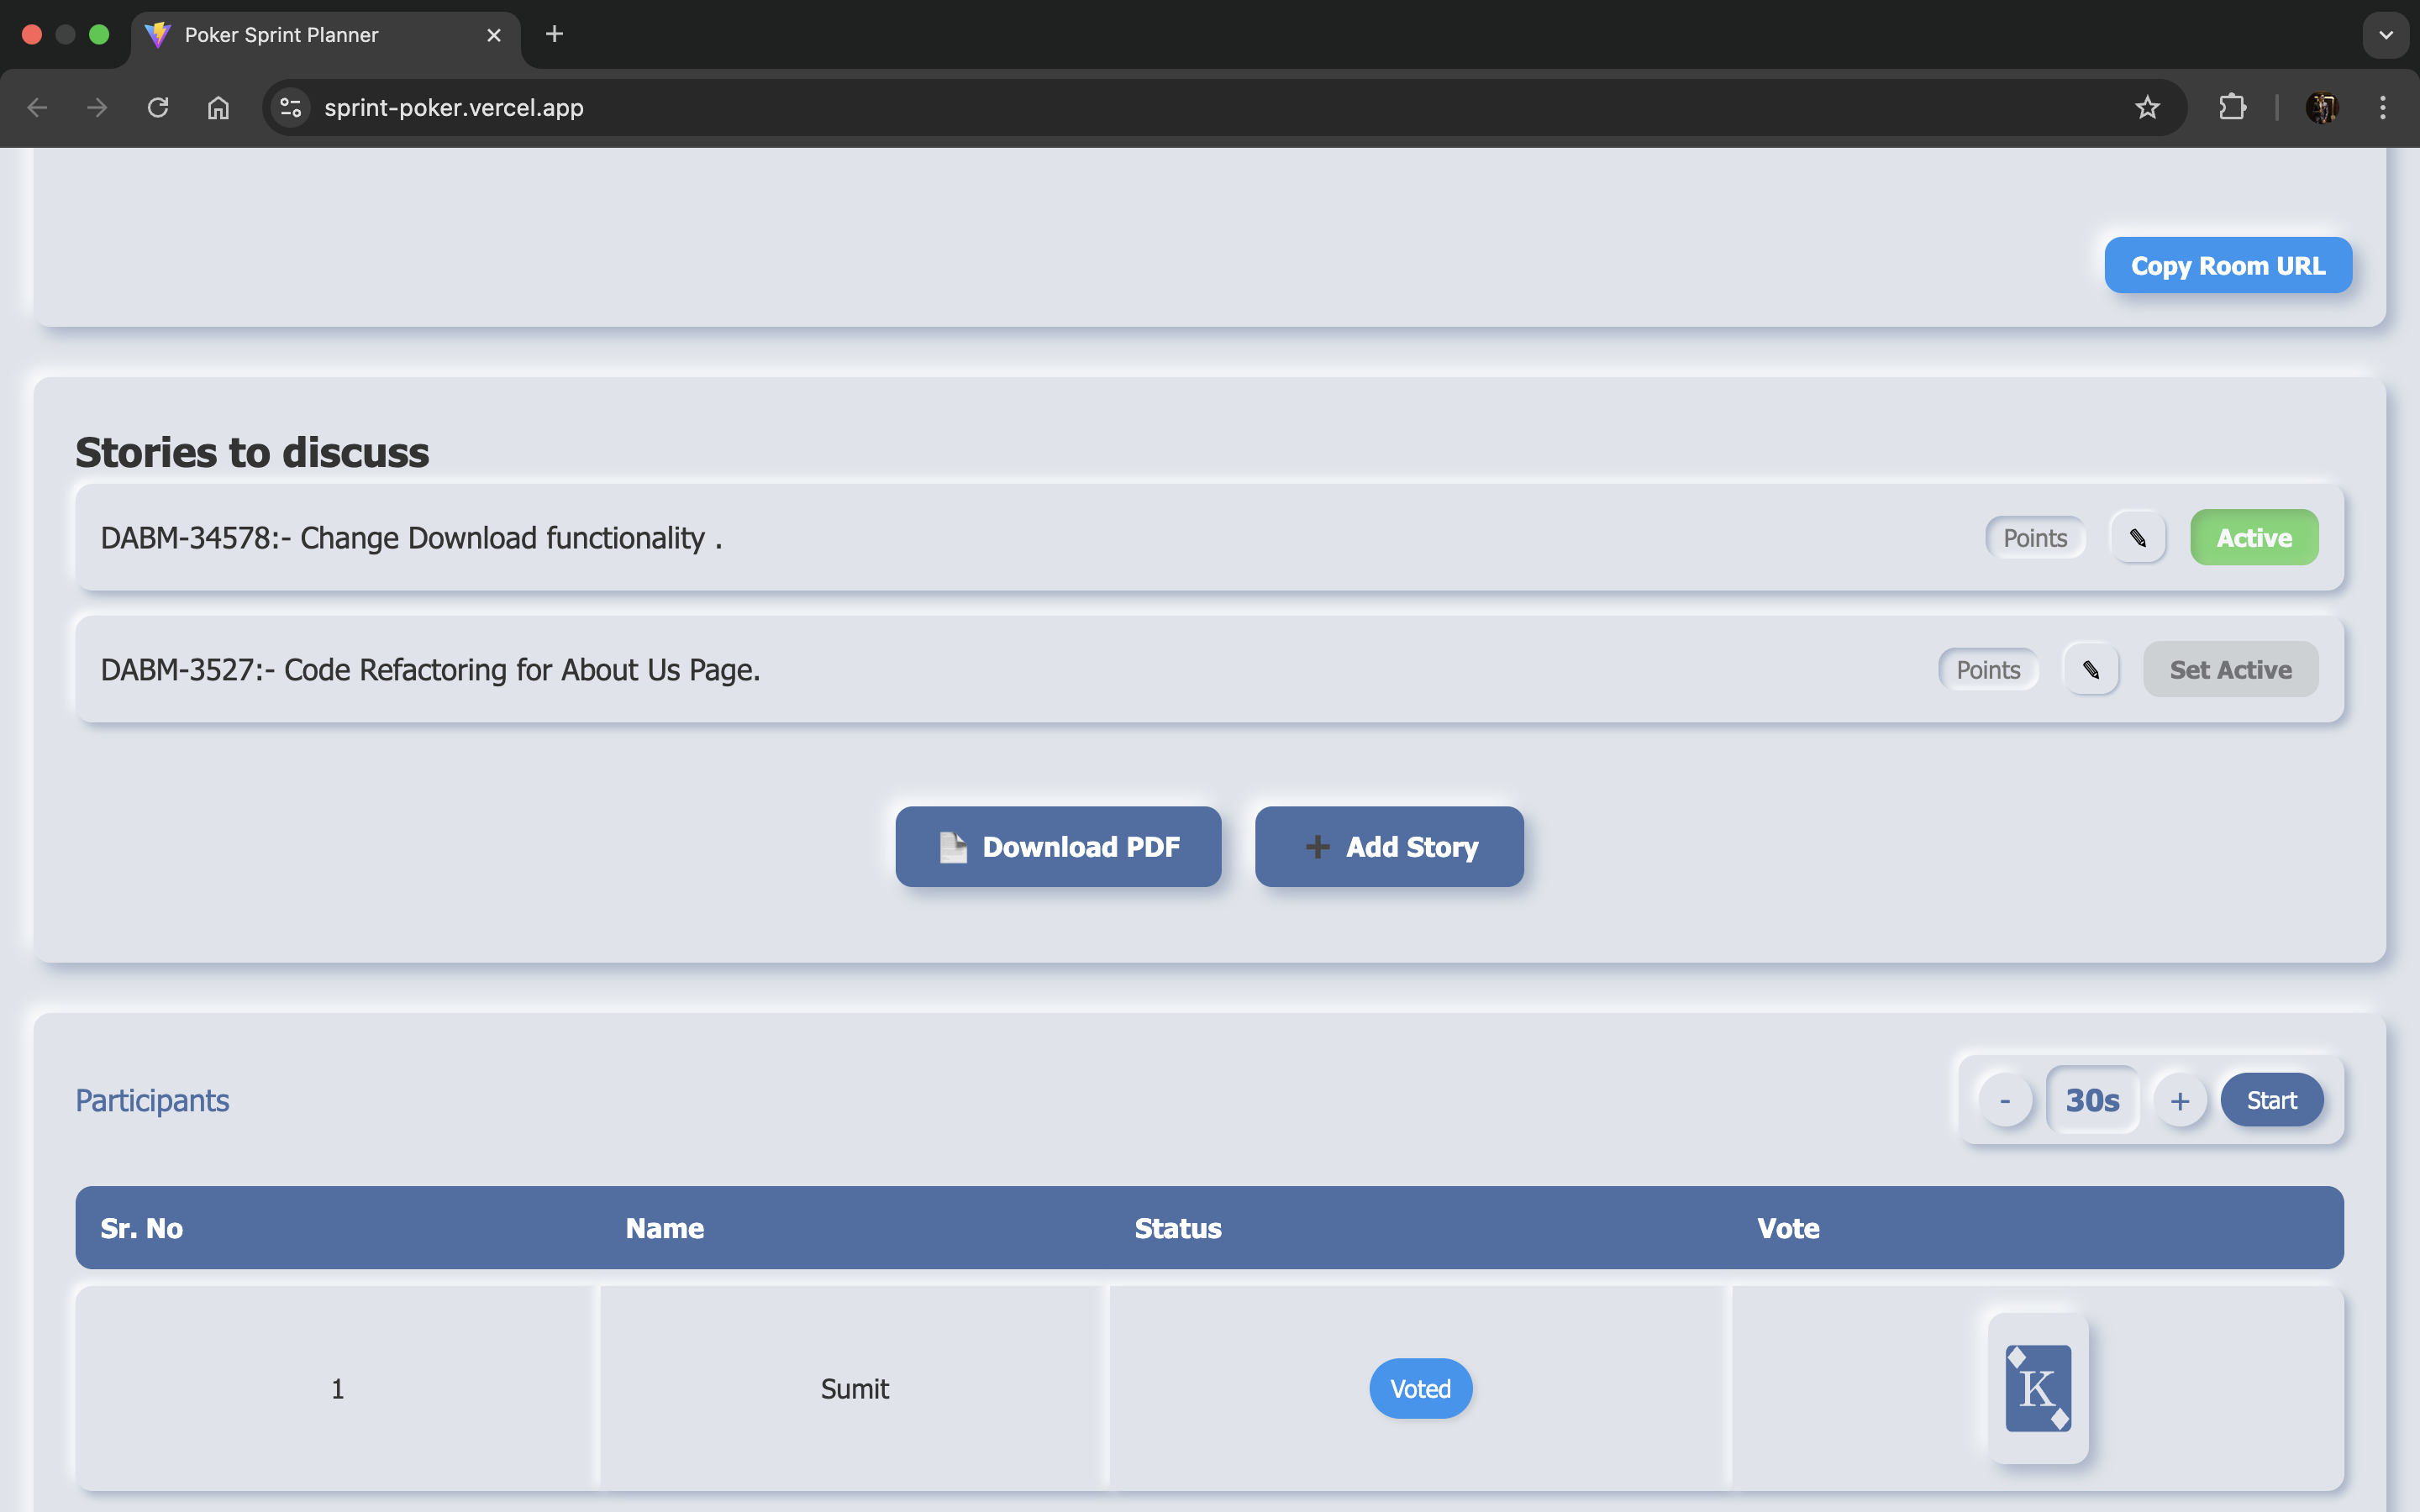 Poker Sprint Planner
sprint-poker.vercel.app
Copy Room URL
Stories to discuss
DABM-34578:- Change Download functionality .
Points
Active
DABM-3527:- Code Refactoring for About Us Page.
Points
Set Active
Download PDF
Add Story
Participants
-
30s
+
Start
Sr. No Name Status Vote
1 Sumit Voted K